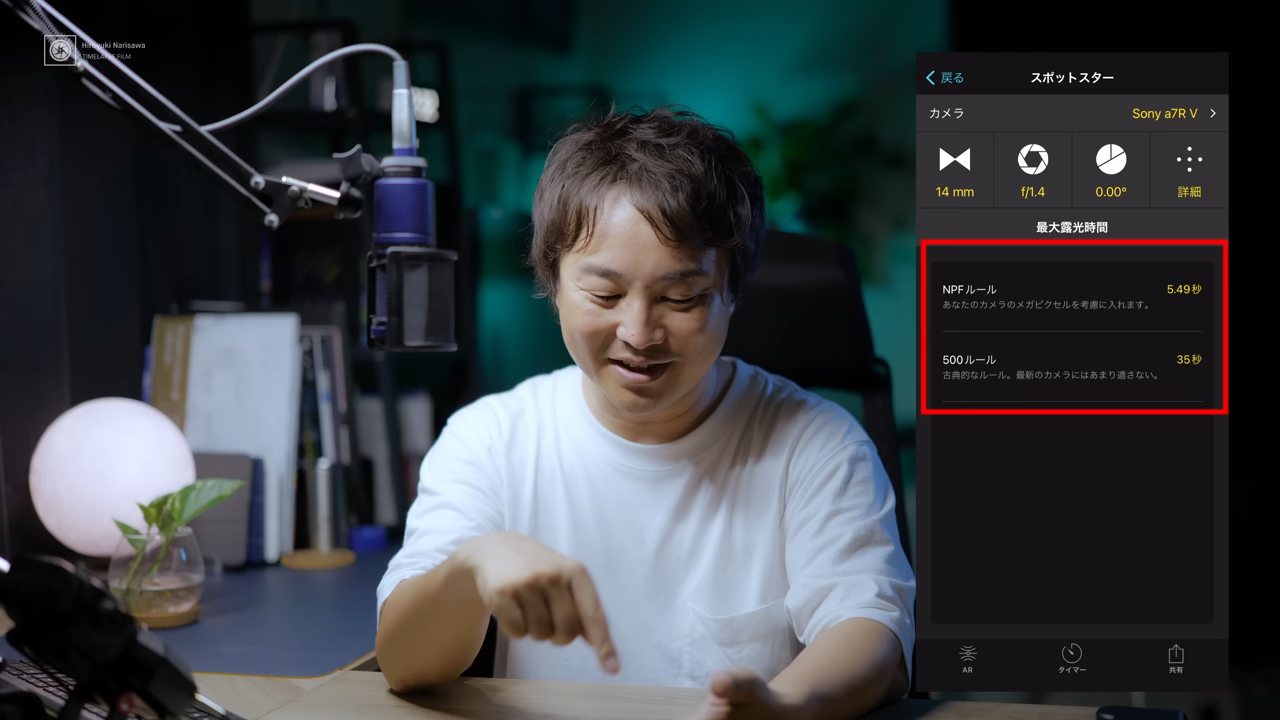 Hiroyuki Narisawa
TIMELAPSE FILM
戻る
スポットスター
カメラ
Sony a7R V
14 mm
f/1.4
0.00°
詳細
最大露光時間
NPFルール
5.49秒
あなたのカメラのメガピクセルを考慮に入れます。
500ルール
35秒
古典的なルール。最新のカメラにはあまり適さない。
AR
タイマー
共有